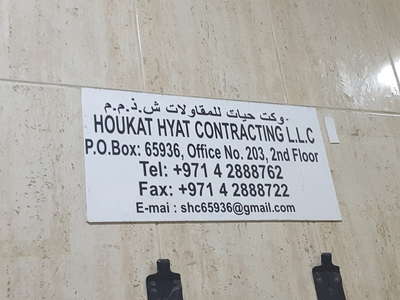 وكت حيات للمقاولات ش.ذ.م.م
HOUKAT HYAT CONTRACTING L.L.C
P.O.Box: 65936, Office No. 203, 2nd Floor
Tel: +971 4 2888762
Fax: +971 4 2888722
E-mai : shc65936@gmail.com